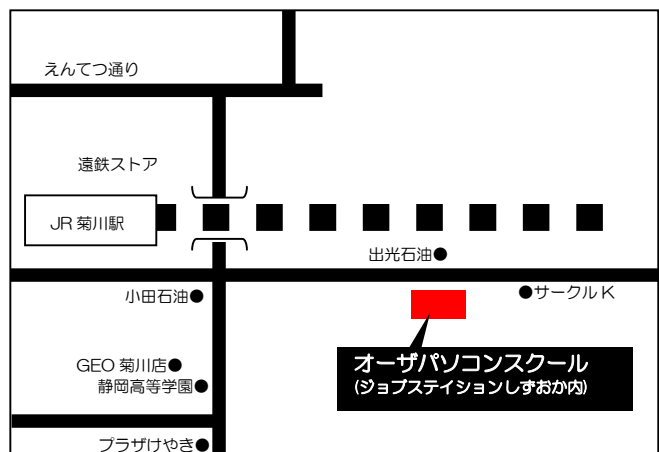 えんてつ通り
遠鉄ストア
JR 菊川駅
出光石油●
小田石油●
●サークル K
GEO 菊川店●
静岡高等学園●
オーザパソコンスクール
(ジョブステイションしずおか内)
プラザけやき●